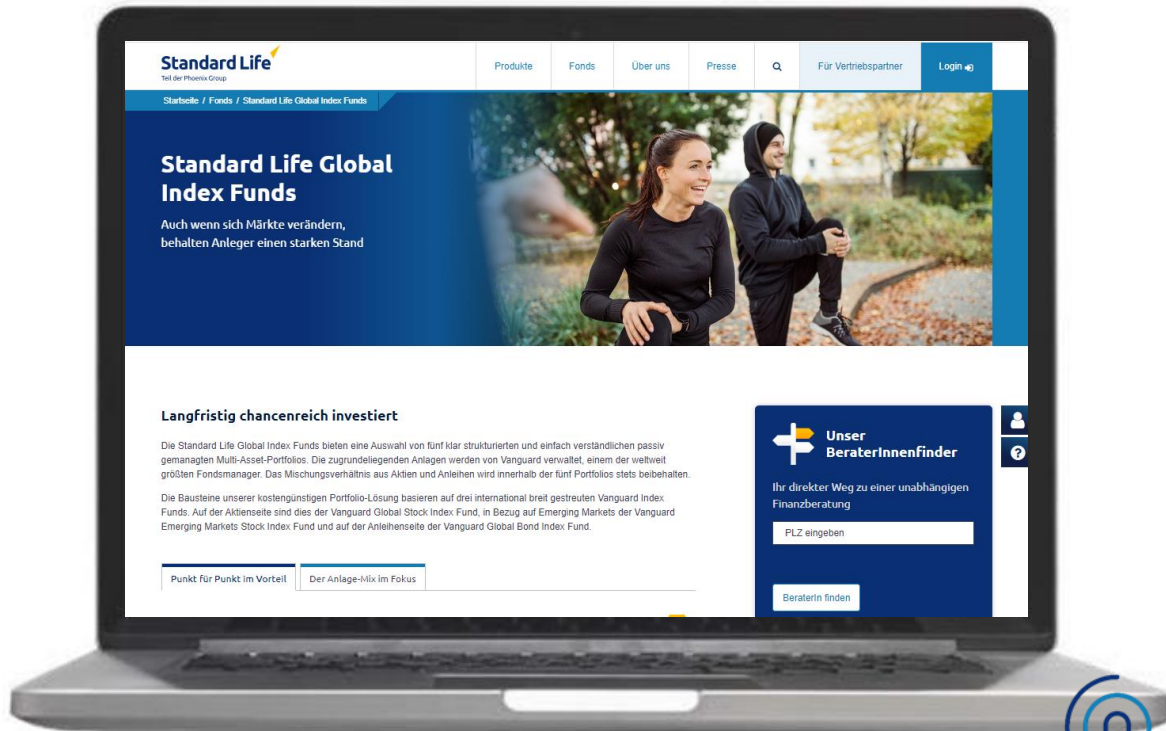 Standard Life
Teil der Phoenix Group
Produkte
Fonds
Über uns
Presse
Für Vertriebspartner
Login
Startseite / Fonds / Standard Life Global Index Funds
Standard Life Global
Index Funds
Auch wenn sich Märkte verändern,
behalten Anleger einen starken Stand
Langfristig chancenreich investiert
Die Standard Life Global Index Funds bieten eine Auswahl von fünf klar strukturierten und einfach verständlichen passiv
gemanagten Multi-Asset-Portfolios. Die zugrundeliegenden Anlagen werden von Vanguard verwaltet, einem der weltweit
größten Fondsmanager. Das Mischungsverhältnis aus Aktien und Anleihen wird innerhalb der fünf Portfolios stets beibehalten.
Die Bausteine unserer kostengünstigen Portfolio-Lösung basieren auf drei international breit gestreuten Vanguard Index
Funds. Auf der Aktienseite sind dies der Vanguard Global Stock Index Fund, in Bezug auf Emerging Markets der Vanguard
Emerging Markets Stock Index Fund und auf der Anleihenseite der Vanguard Global Bond Index Fund.
Punkt für Punkt im Vorteil
Der Anlage-Mix im Fokus
Unser
BeraterInnenfinder
Ihr direkter Weg zu einer unabhängigen
Finanzberatung
PLZ eingeben
BeraterIn finden